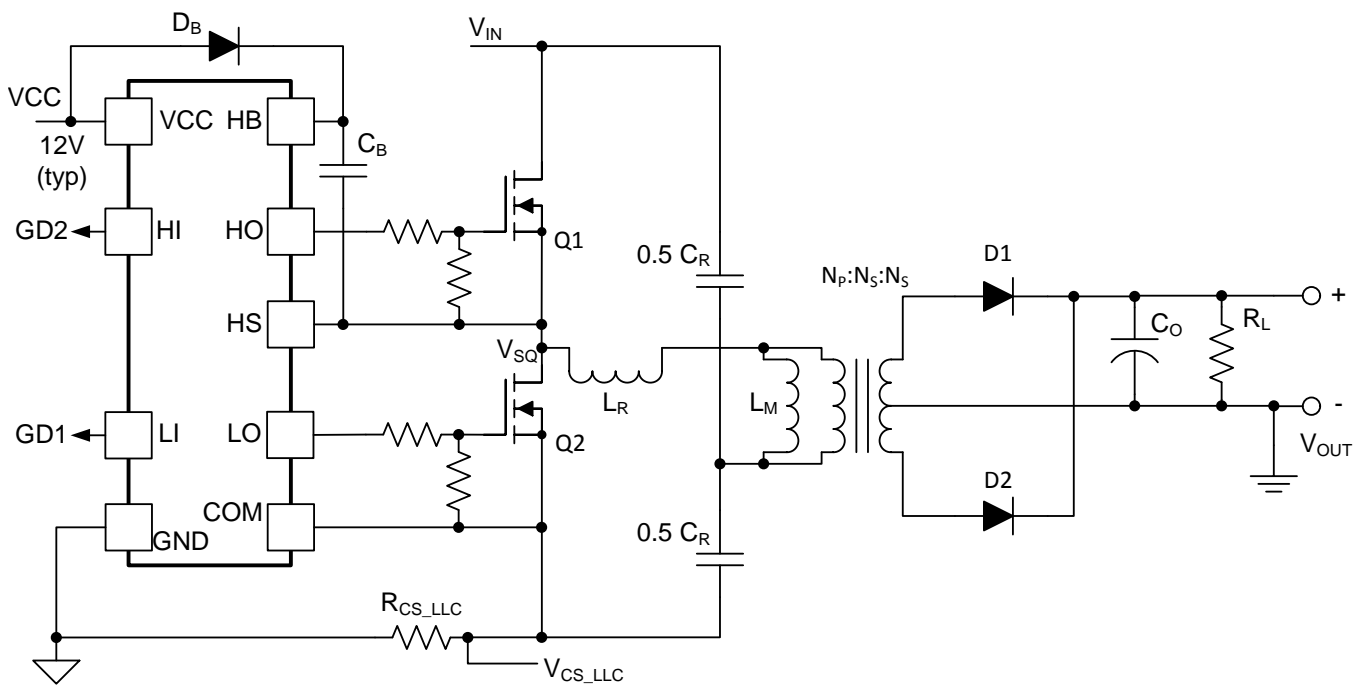 D_B
V_IN
VCC
VCC
HB
12V
(typ)
C_B
GD2
HI
HO
Q1
0.5 C_R
N_P:N_S:N_S
D1
+
HS
V_SQ
C_O
R_L
L_R
L_M
GD1
LI
LO
Q2
-
V_OUT
COM
GND
D2
0.5 C_R
R_CS_LLC
V_CS_LLC